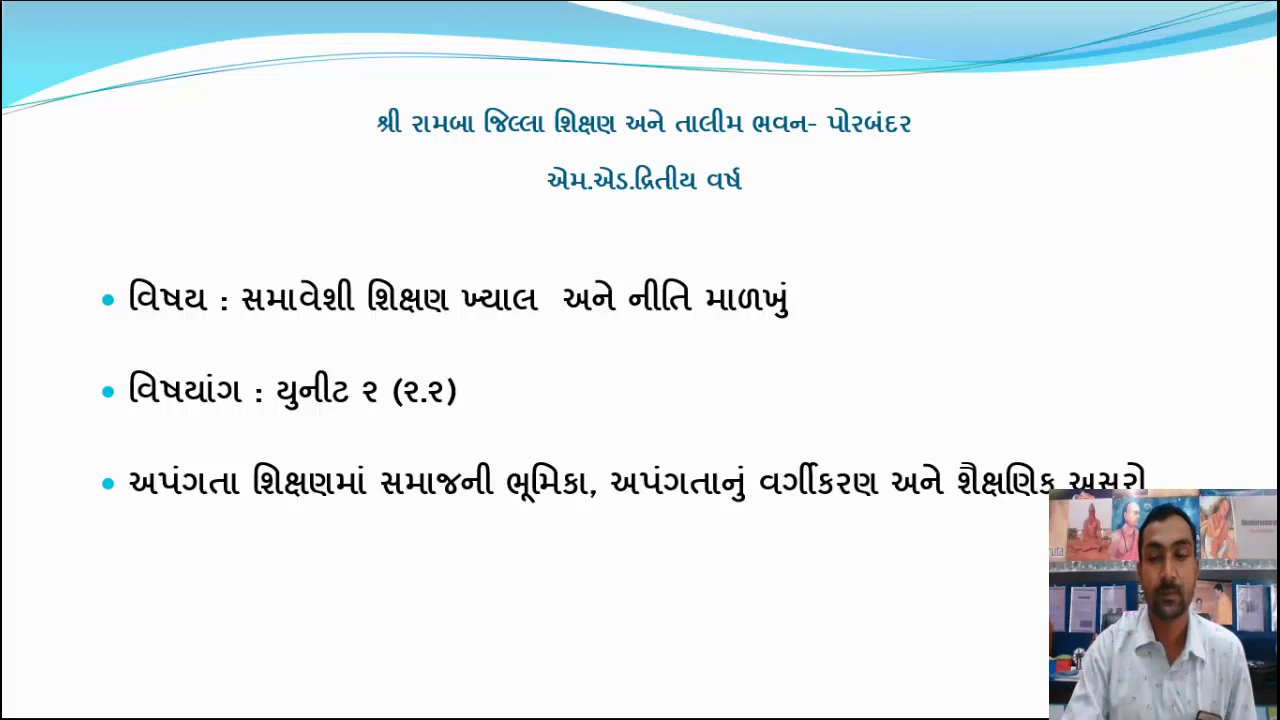 શ્રી રામબા જિલ્લા શિક્ષણ અને તાલીમ ભવન- પોરબંદર
એમ.એડ.દ્રિતીય વર્ષ
• વિષય : સમાવેશી શિક્ષણ ખ્યાલ અને નીતિ માળખું
• વિષયાંગ : યુનીટ ૨ (૨.૨)
• અપંગતા શિક્ષણમાં સમાજની ભૂમિકા, અપંગતાનું વર્ગીકરણ અને શૈક્ષણિક અસરો